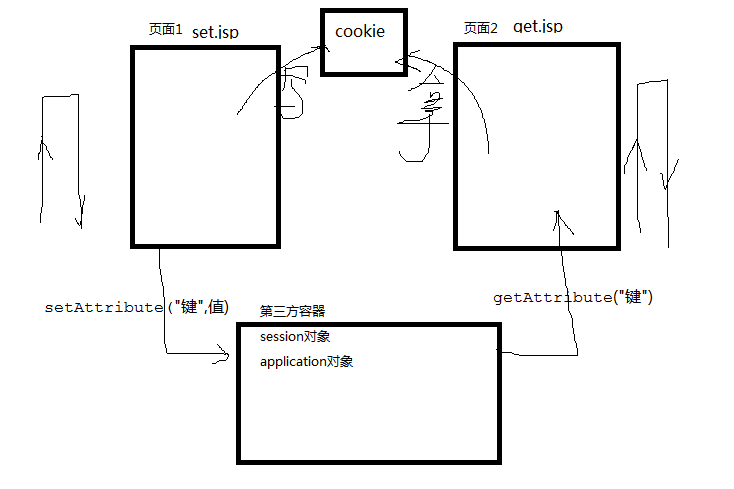 页面1 set.jsp
cookie
页面2 get.jsp
存
拿
setAttribute("键",值)
getAttribute("键")
第三方容器
session对象
application对象